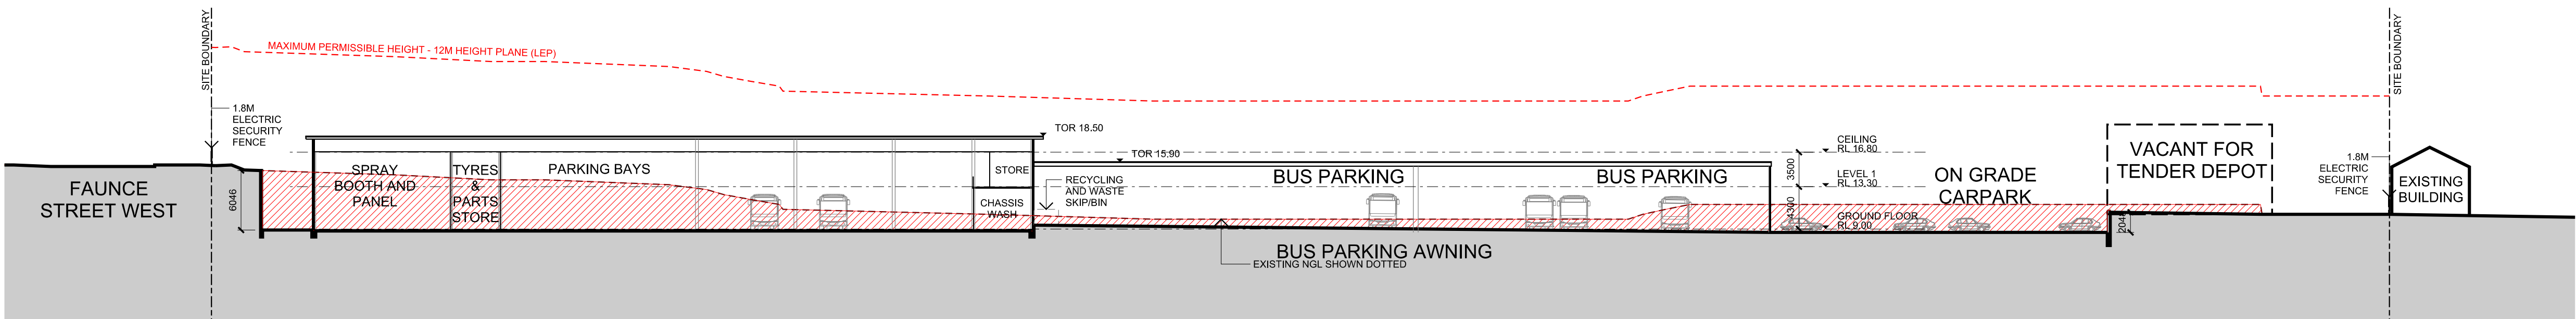 SITE BOUNDARY
MAXIMUM PERMISSIBLE HEIGHT - 12M HEIGHT PLANE (LEP)
SITE BOUNDARY
1.8M
ELECTRIC
SECURITY
FENCE
TOR 18.50
TOR 15.90
CEILING
RL 16.80
3500
LEVEL 1
RL 13.30
4300
GROUND FLOOR
RL 9.00
FAUNCE
STREET WEST
6046
SPRAY
BOOTH AND
PANEL
TYRES
&
PARTS
STORE
PARKING BAYS
STORE
CHASSIS
WASH
RECYCLING
AND WASTE
SKIP/BIN
BUS PARKING
BUS PARKING
ON GRADE
CARPARK
VACANT FOR
TENDER DEPOT
1.8M
ELECTRIC
SECURITY
FENCE
EXISTING
BUILDING
BUS PARKING AWNING
EXISTING NGL SHOWN DOTTED